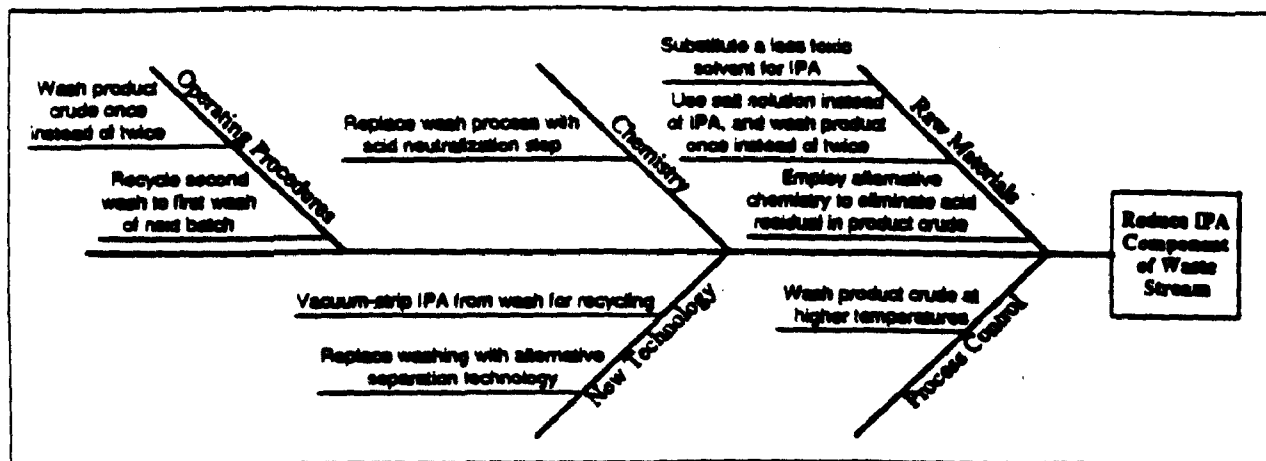 Wash product
crude once
instead of twice
Operating Procederes
Recycle second
wash to first wash
of next batch
Replace wash process with
acid neutralization step
Chemistry
Substitute a less toxic
solvent for IPA
Use salt solution instead
of IPA, and wash product
once instead of twice
Raw Materials
Employ alternative
chemistry to eliminate acid
residual in product crude
Reduce IPA
Component
of Waste
Stream
Vacuum-strip IPA from wash for recycling
Replace washing with alternative
separation technology
New Technology
Wash product crude at
higher temperatures
Process Control